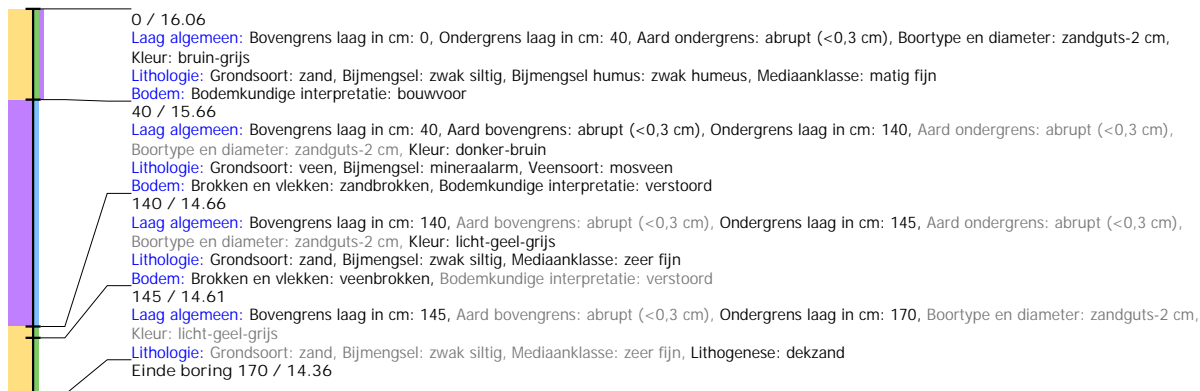 0 / 16.06
Laag algemeen: Bovengrens laag in cm: 0, Ondergrens laag in cm: 40, Aard ondergrens: abrupt (<0,3 cm), Boortype en diameter: zandguts-2 cm,
Kleur: bruin-grijs
Lithologie: Grondsoort: zand, Bijmengsel: zwak siltig, Bijmengsel humus: zwak humeus, Mediaanklasse: matig fijn
Bodem: Bodemkundige interpretatie: bouwvoor
40 / 15.66
Laag algemeen: Bovengrens laag in cm: 40, Aard bovengrens: abrupt (<0,3 cm), Ondergrens laag in cm: 140, Aard ondergrens: abrupt (<0,3 cm),
Boortype en diameter: zandguts-2 cm, Kleur: donker-bruin
Lithologie: Grondsoort: veen, Bijmengsel: mineraalarm, Veensoort: mosveen
Bodem: Brokken en vlekken: zandbrokken, Bodemkundige interpretatie: verstoord
140 / 14.66
Laag algemeen: Bovengrens laag in cm: 140, Aard bovengrens: abrupt (<0,3 cm), Ondergrens laag in cm: 145, Aard ondergrens: abrupt (<0,3 cm),
Boortype en diameter: zandguts-2 cm, Kleur: licht-geel-grijs
Lithologie: Grondsoort: zand, Bijmengsel: zwak siltig, Mediaanklasse: zeer fijn
Bodem: Brokken en vlekken: veenbrokken, Bodemkundige interpretatie: verstoord
145 / 14.61
Laag algemeen: Bovengrens laag in cm: 145, Aard bovengrens: abrupt (<0,3 cm), Ondergrens laag in cm: 170, Boortype en diameter: zandguts-2 cm,
Kleur: licht-geel-grijs
Lithologie: Grondsoort: zand, Bijmengsel: zwak siltig, Mediaanklasse: zeer fijn, Lithogenese: dekzand
Einde boring 170 / 14.36